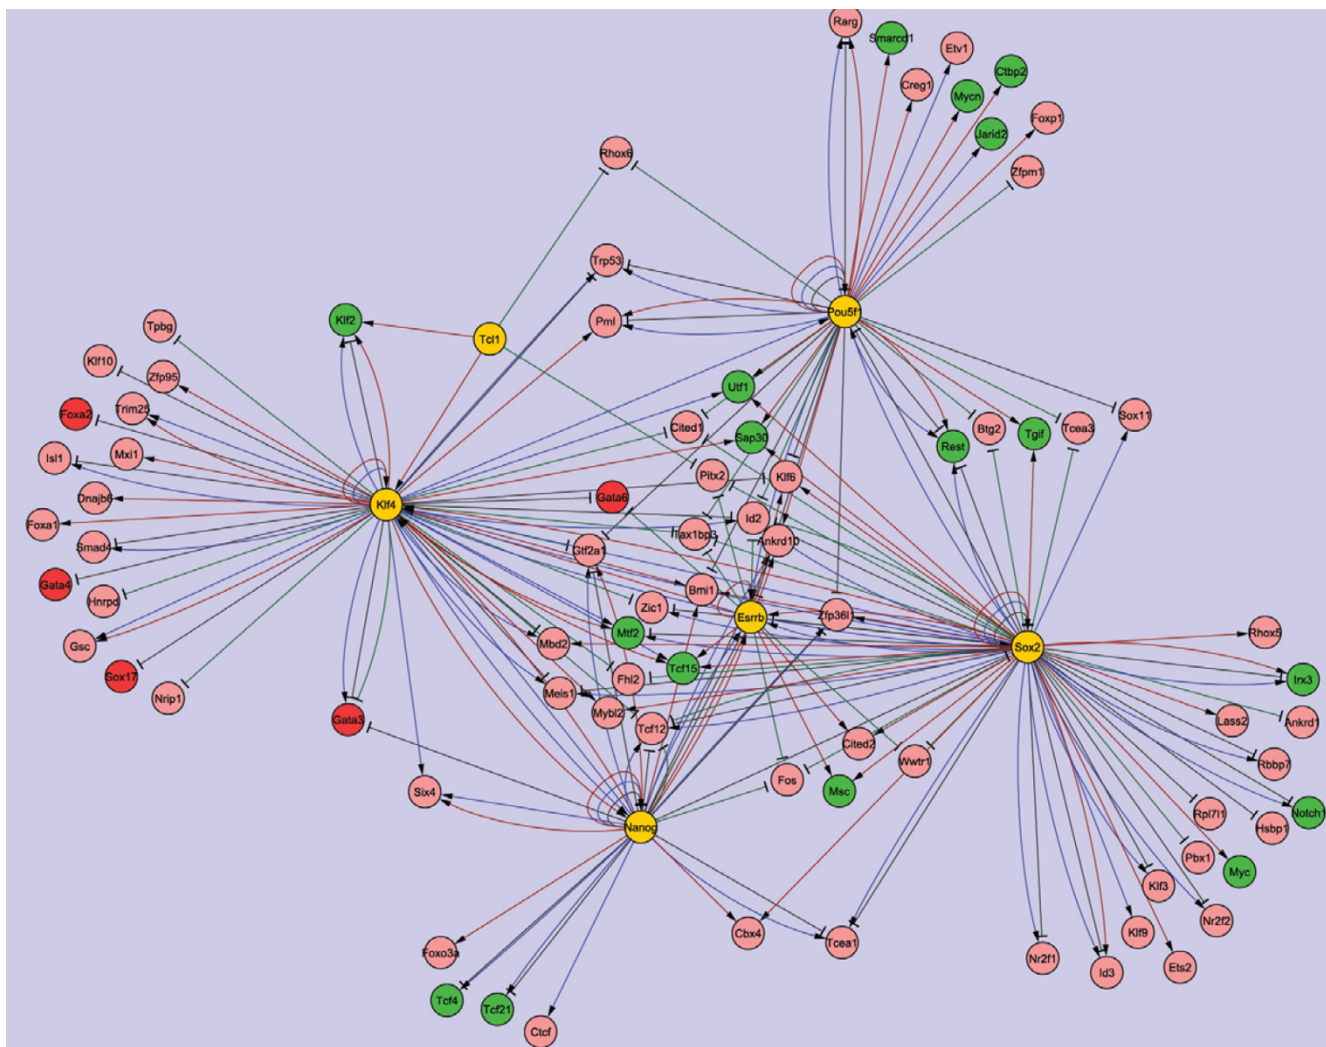 Rarg
Smarcd1
Etv1
Ctbp2
Creg1
Mycn
Foxp1
Jarid2
Rhox6
Zfpm1
Trp53
Pou5f1
Klf2
Pml
Tpbg
Tcl1
Klf10
Zfp95
Utf1
Foxa2
Trim25
Sox11
Cited1
Sap30
Btg2
Tgif
Tcea3
Rest
Isl1
Mxi1
Pitx2
Klf6
Dnajb6
Gata6
Klf4
Foxa1
Id2
Tax1bp3
Ankrd10
Smad4
Gtf2a1
Gata4
Bmi1
Hnrpd
Zic1
Esrrb
Zfp36l1
Gsc
Mbd2
Mtf2
Sox2
Rhox5
Sox17
Tcf15
Fhl2
Irx3
Nrip1
Meis1
Mybl2
Gata3
Tcf12
Lass2
Ankrd1
Cited2
Wwtr1
Rbbp7
Fos
Msc
Six4
Rpl7l1
Notch1
Nanog
Hsbp1
Pbx1
Myc
Klf3
Nr2f2
Cbx4
Klf9
Foxo3a
Tcea1
Nr2f1
Id3
Ets2
Tcf4
Tcf21
Ctcf